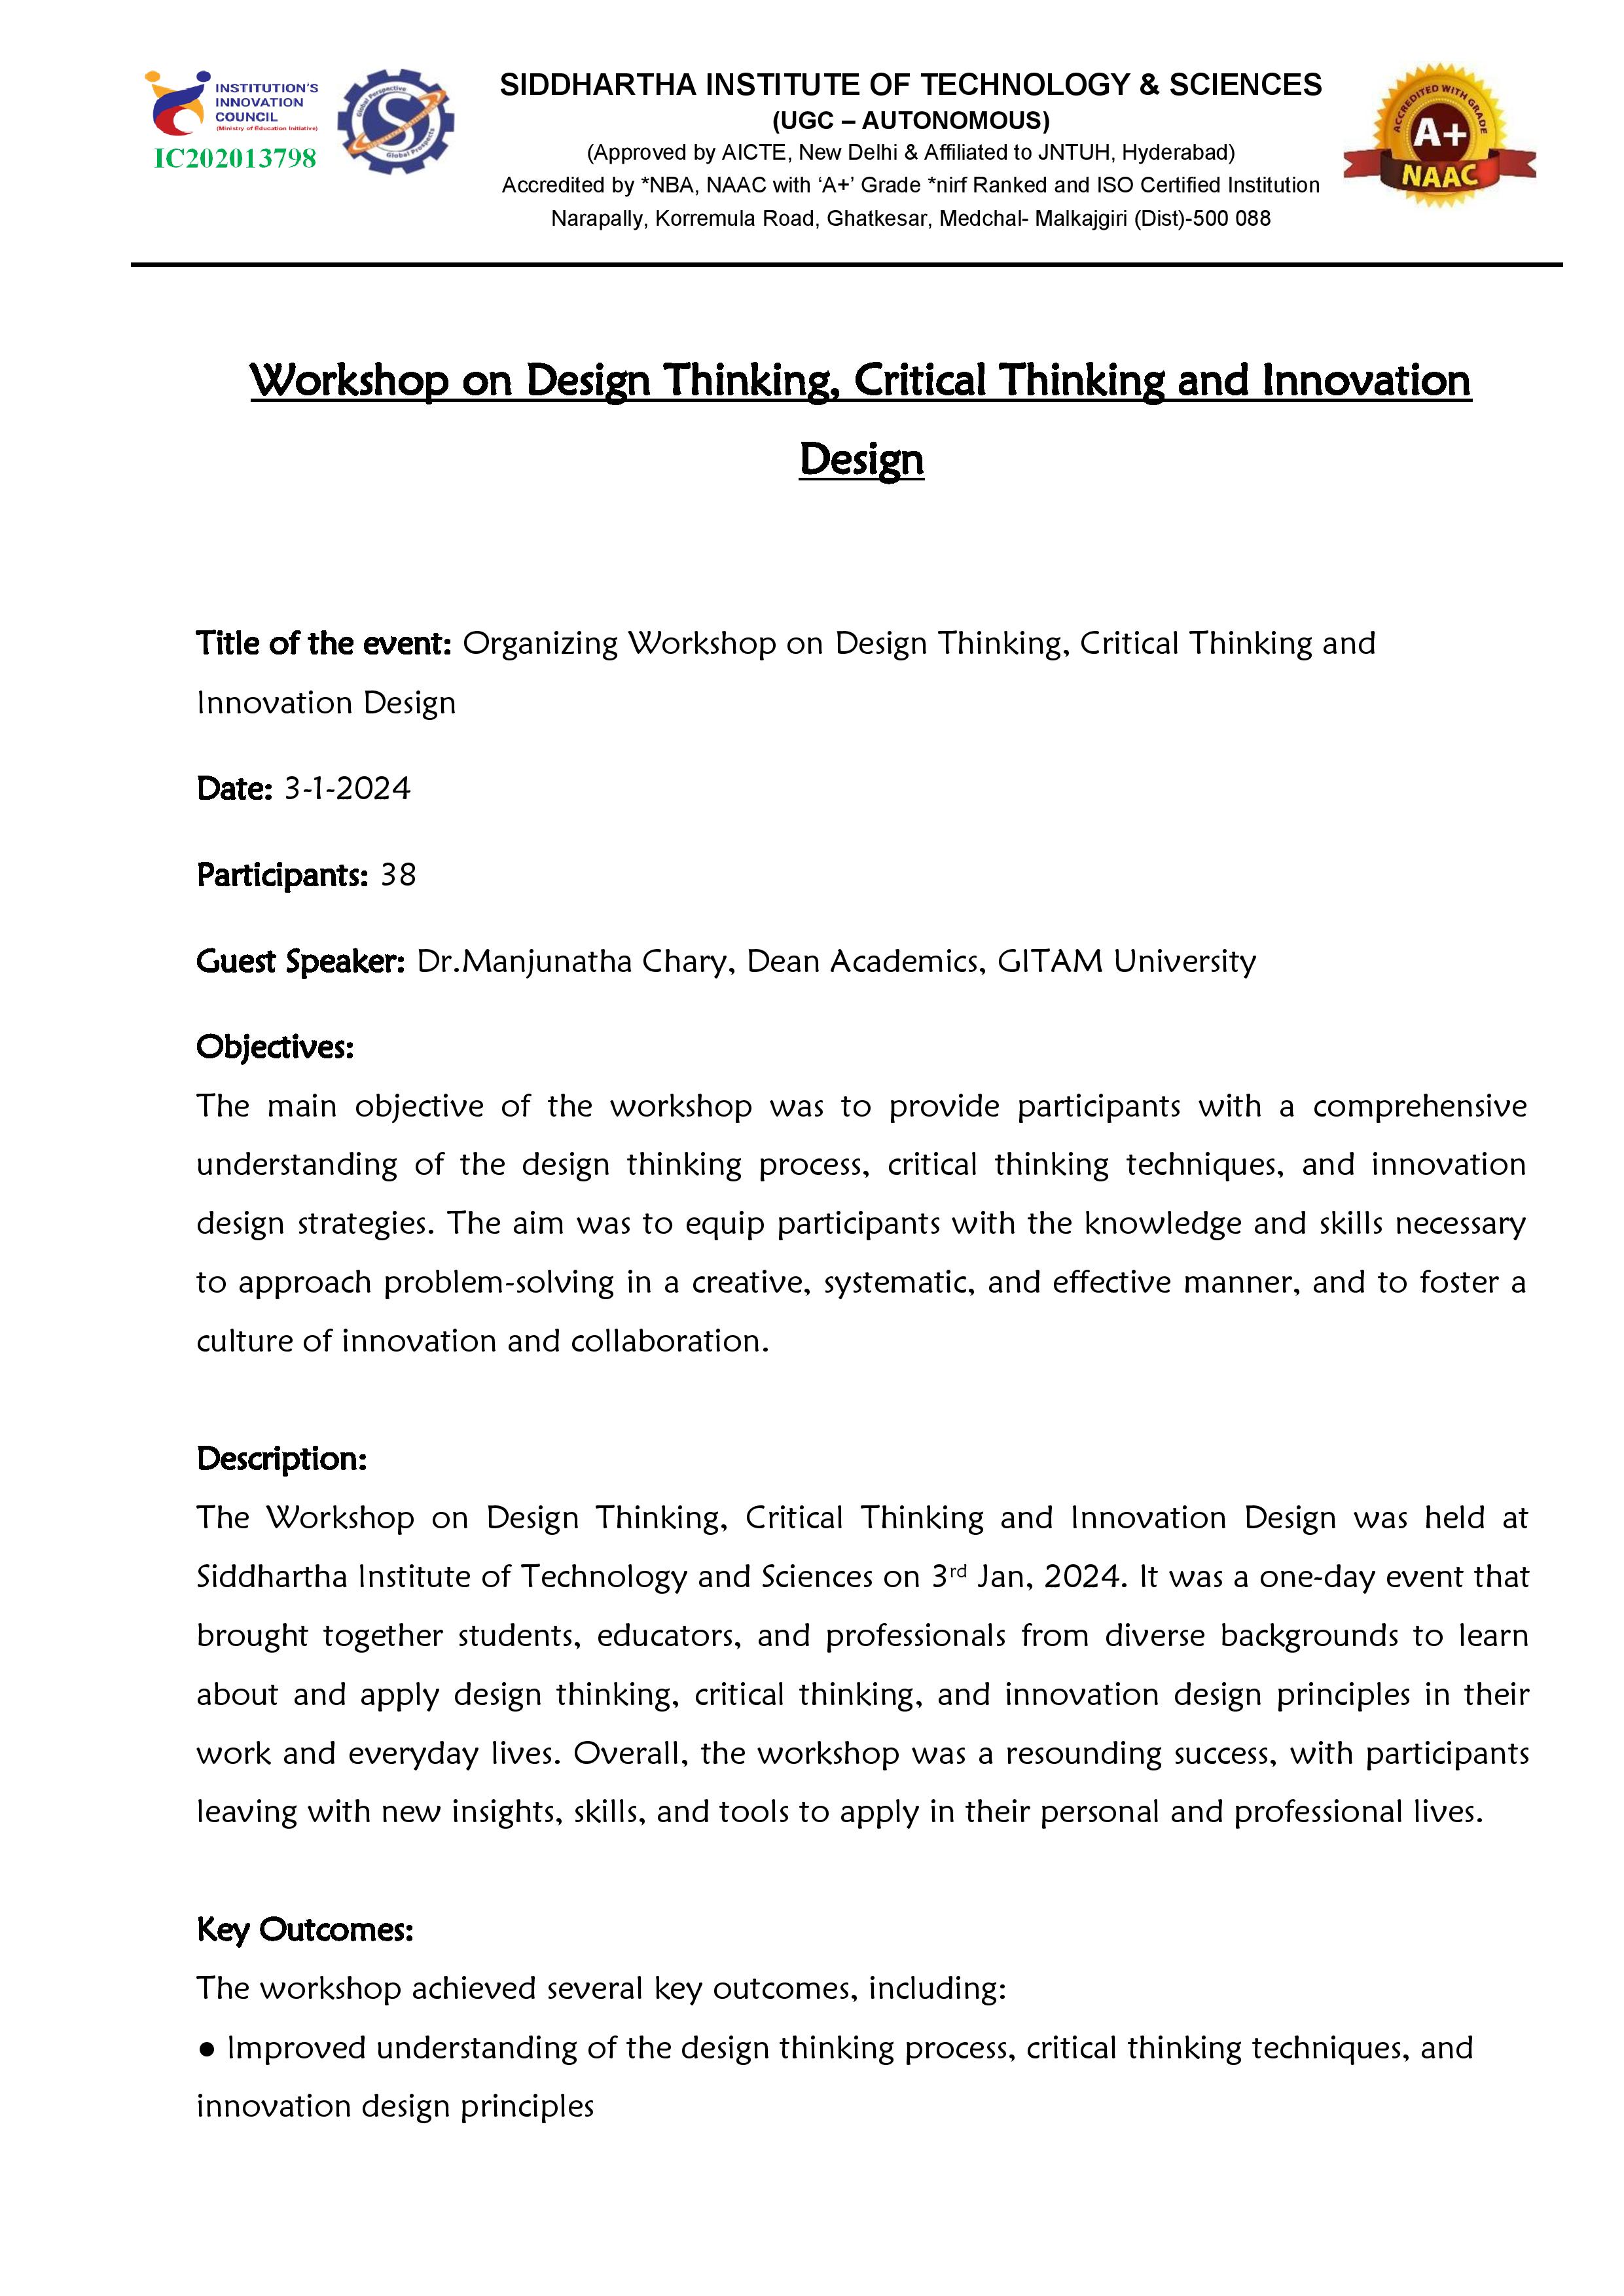 INSTITUTION'S
INNOVATION
COUNCIL
(Ministry of Education Initiative)
IC202013798
Global Perspective
S
Global Prospects
SIDDHARTHA INSTITUTE OF TECHNOLOGY & SCIENCES
(UGC – AUTONOMOUS)
(Approved by AICTE, New Delhi & Affiliated to JNTUH, Hyderabad)
Accredited by *NBA, NAAC with ‘A+’ Grade *nirf Ranked and ISO Certified Institution
Narapally, Korremula Road, Ghatkesar, Medchal- Malkajgiri (Dist)-500 088
ACCREDITED WITH GRADE
A+
NAAC
Workshop on Design Thinking, Critical Thinking and Innovation
Design
Title of the event: Organizing Workshop on Design Thinking, Critical Thinking and
Innovation Design
Date: 3-1-2024
Participants: 38
Guest Speaker: Dr.Manjunatha Chary, Dean Academics, GITAM University
Objectives:
The main objective of the workshop was to provide participants with a comprehensive
understanding of the design thinking process, critical thinking techniques, and innovation
design strategies. The aim was to equip participants with the knowledge and skills necessary
to approach problem-solving in a creative, systematic, and effective manner, and to foster a
culture of innovation and collaboration.
Description:
The Workshop on Design Thinking, Critical Thinking and Innovation Design was held at
Siddhartha Institute of Technology and Sciences on 3rd Jan, 2024. It was a one-day event that
brought together students, educators, and professionals from diverse backgrounds to learn
about and apply design thinking, critical thinking, and innovation design principles in their
work and everyday lives. Overall, the workshop was a resounding success, with participants
leaving with new insights, skills, and tools to apply in their personal and professional lives.
Key Outcomes:
The workshop achieved several key outcomes, including:
● Improved understanding of the design thinking process, critical thinking techniques, and
innovation design principles